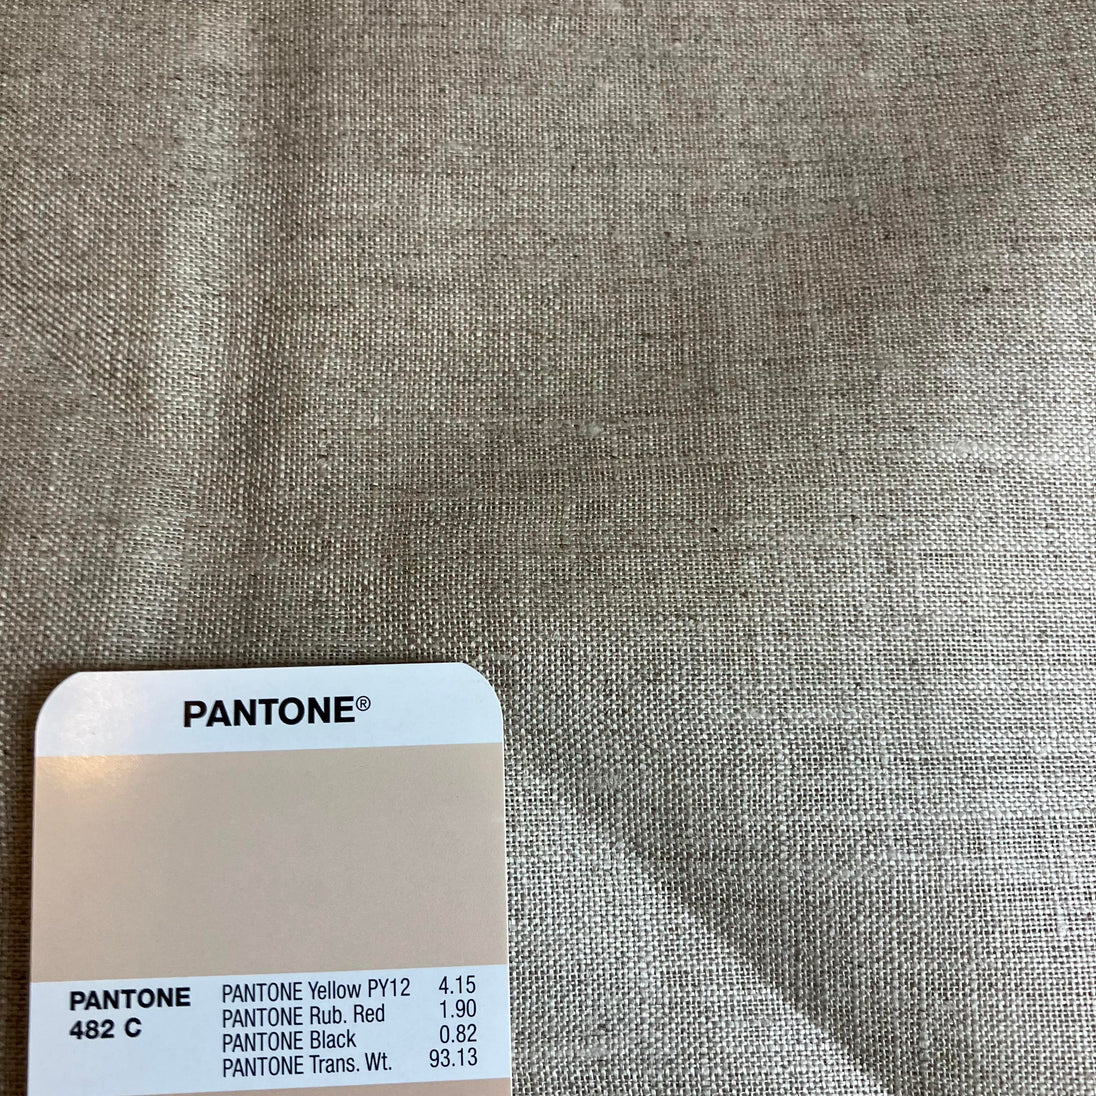 PANTONE®
PANTONE
482 C
PANTONE Yellow PY12 4.15
PANTONE Rub. Red 1.90
PANTONE Black 0.82
PANTONE Trans. Wt. 93.13